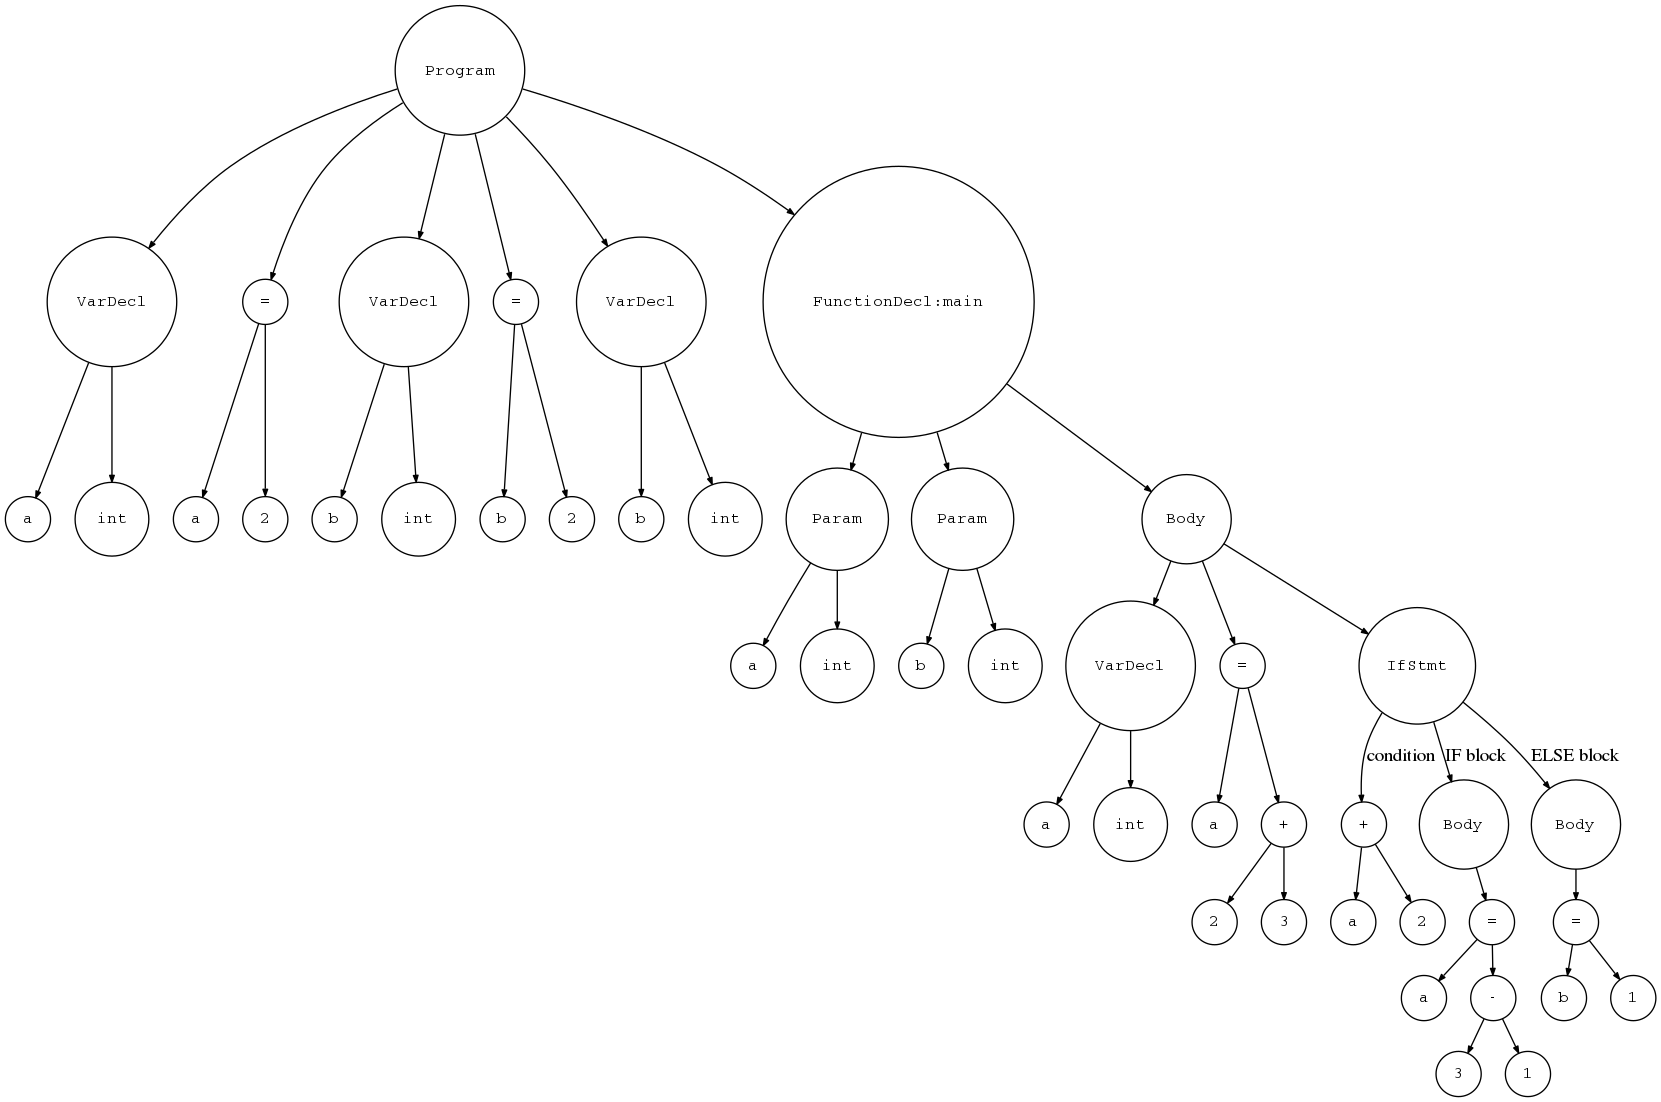 Program
VarDecl = VarDecl = VarDecl FunctionDecl:main
a int a 2 b int b 2 b int Param Param Body
a int b int VarDecl = IfStmt
condition IF block ELSE block
a int a + + Body Body
2 3 a 2 = =
a - b 1
3 1